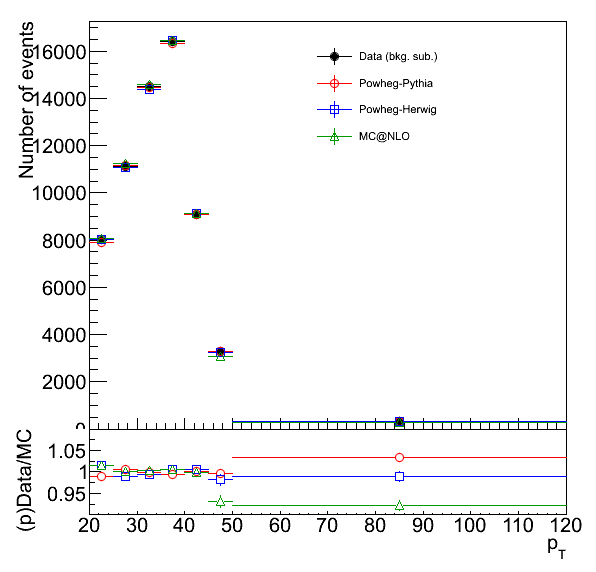 Number of events
16000
14000
12000
10000
8000
6000
4000
2000
0
Data (bkg. sub.)
Powheg-Pythia
Powheg-Herwig
MC@NLO
(p)Data/MC
1.05
1
0.95
20 30 40 50 60 70 80 90 100 110 120
pT